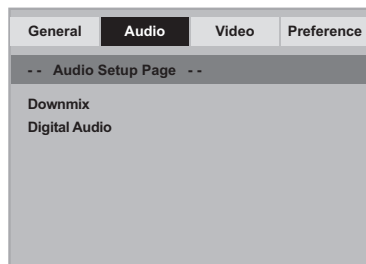 General Audio Video Preference
- - Audio Setup Page - -
Downmix
Digital Audio